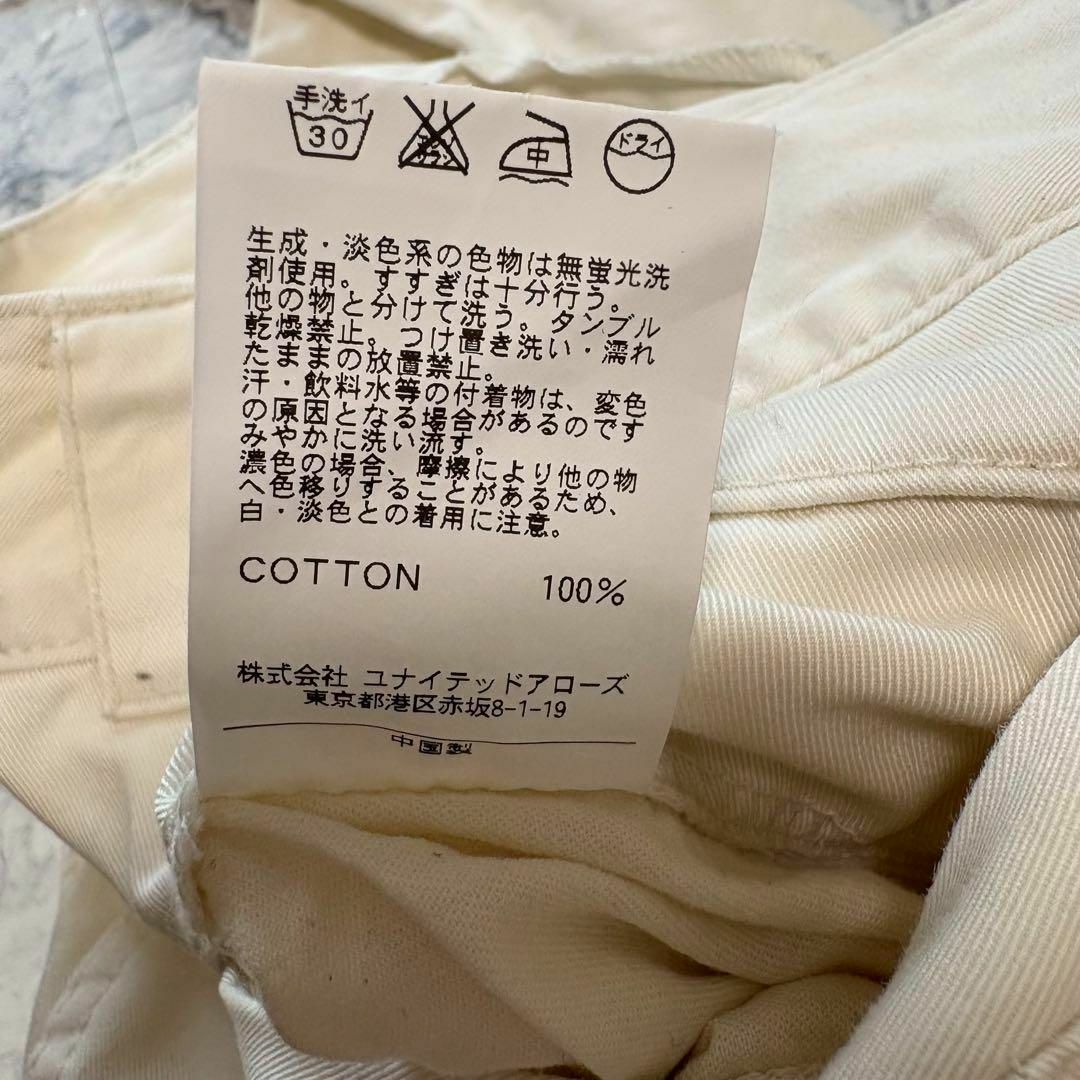 手洗イ 30 中 ドライ
生成・淡色系の色物は無蛍光洗
剤使用。すすぎは十分行う。
他の物と分けて洗う。タンブル
乾燥禁止。つけ置き洗い・濡れ
たままの放置禁止。
汗・飲料水等の付着物は、変色
の原因となる場合があるのです
みやかに洗い流す。
濃色の場合、摩擦により他の物
へ色移りすることがあるため、
白・淡色との着用に注意。
COTTON 100%
株式会社 ユナイテッドアローズ
東京都港区赤坂8-1-19
中国製